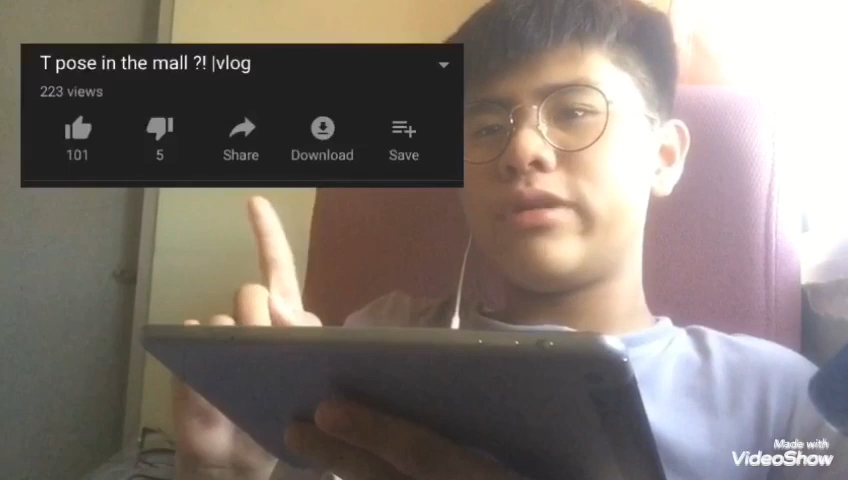 T pose in the mall ?! |vlog
223 views
101
5
Share
Download
Save
Made with
VideoShow